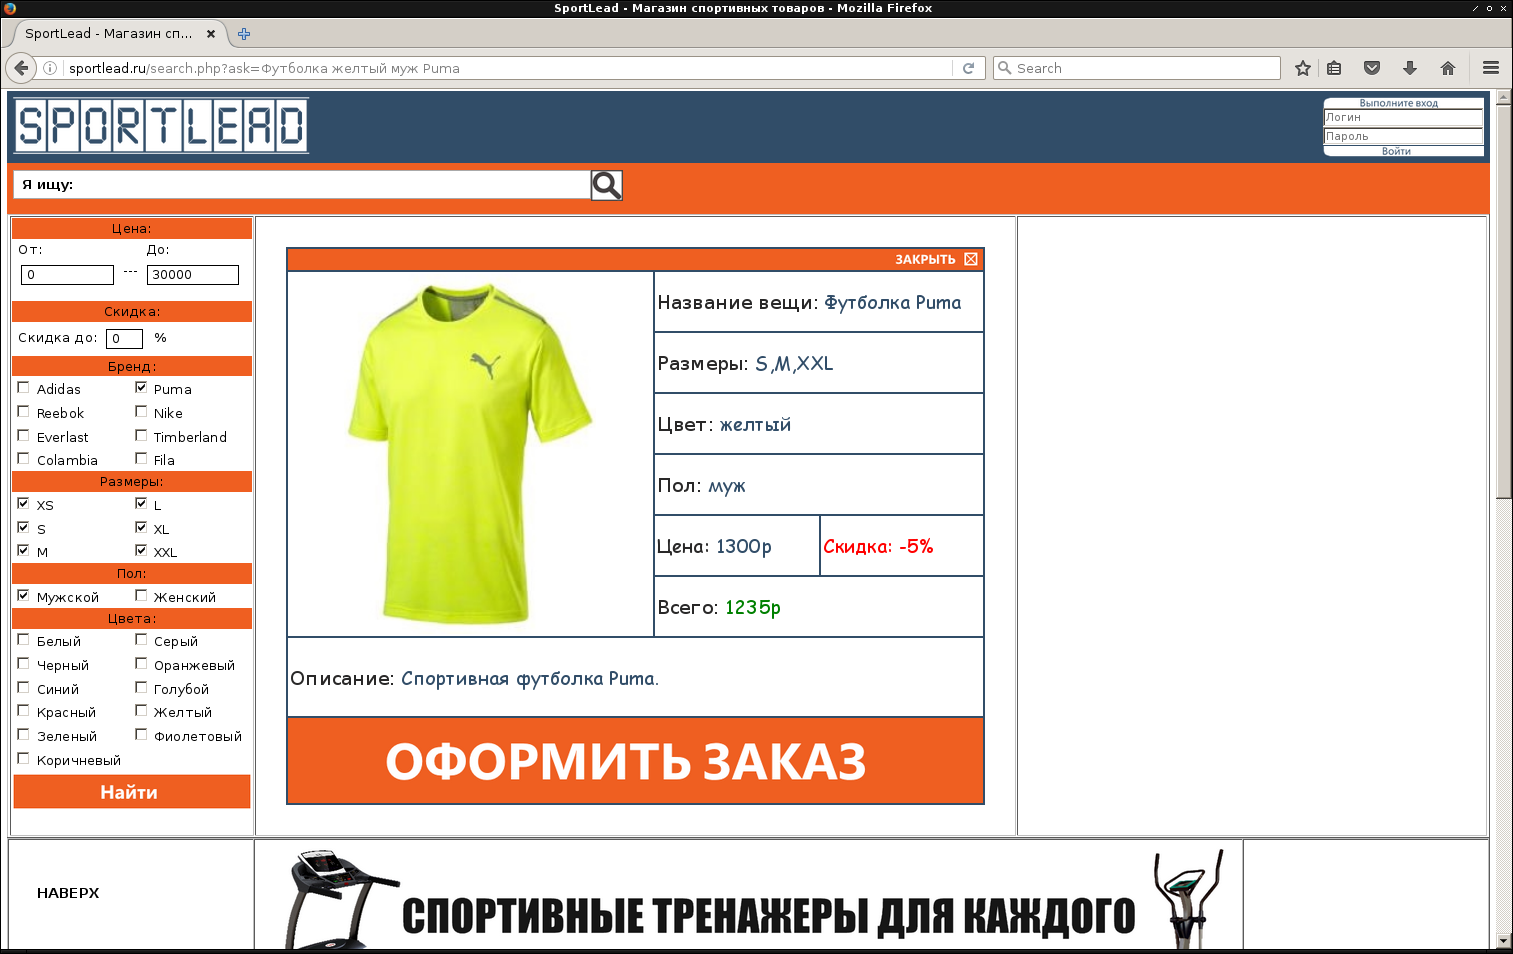 SportLead - Магазин спортивных товаров - Mozilla Firefox
SportLead - Магазин сп...
sportlead.ru/search.php?ask=Футболка желтый муж Puma
Search
SPORTLEAD
Выполните вход
Логин
Пароль
Войти
Я ищу:
Цена:
От: До:
0 --- 30000
Скидка:
Скидка до: 0 %
Бренд:
Adidas Puma
Reebok Nike
Everlast Timberland
Colambia Fila
Размеры:
XS L
S XL
M XXL
Пол:
Мужской Женский
Цвета:
Белый Серый
Черный Оранжевый
Синий Голубой
Красный Желтый
Зеленый Фиолетовый
Коричневый
Найти
ЗАКРЫТЬ
Название вещи: Футболка Puma
Размеры: S,M,XXL
Цвет: желтый
Пол: муж
Цена: 1300р Скидка: -5%
Всего: 1235р
Описание: Спортивная футболка Puma.
ОФОРМИТЬ ЗАКАЗ
НАВЕРХ
СПОРТИВНЫЕ ТРЕНАЖЕРЫ ДЛЯ КАЖДОГО